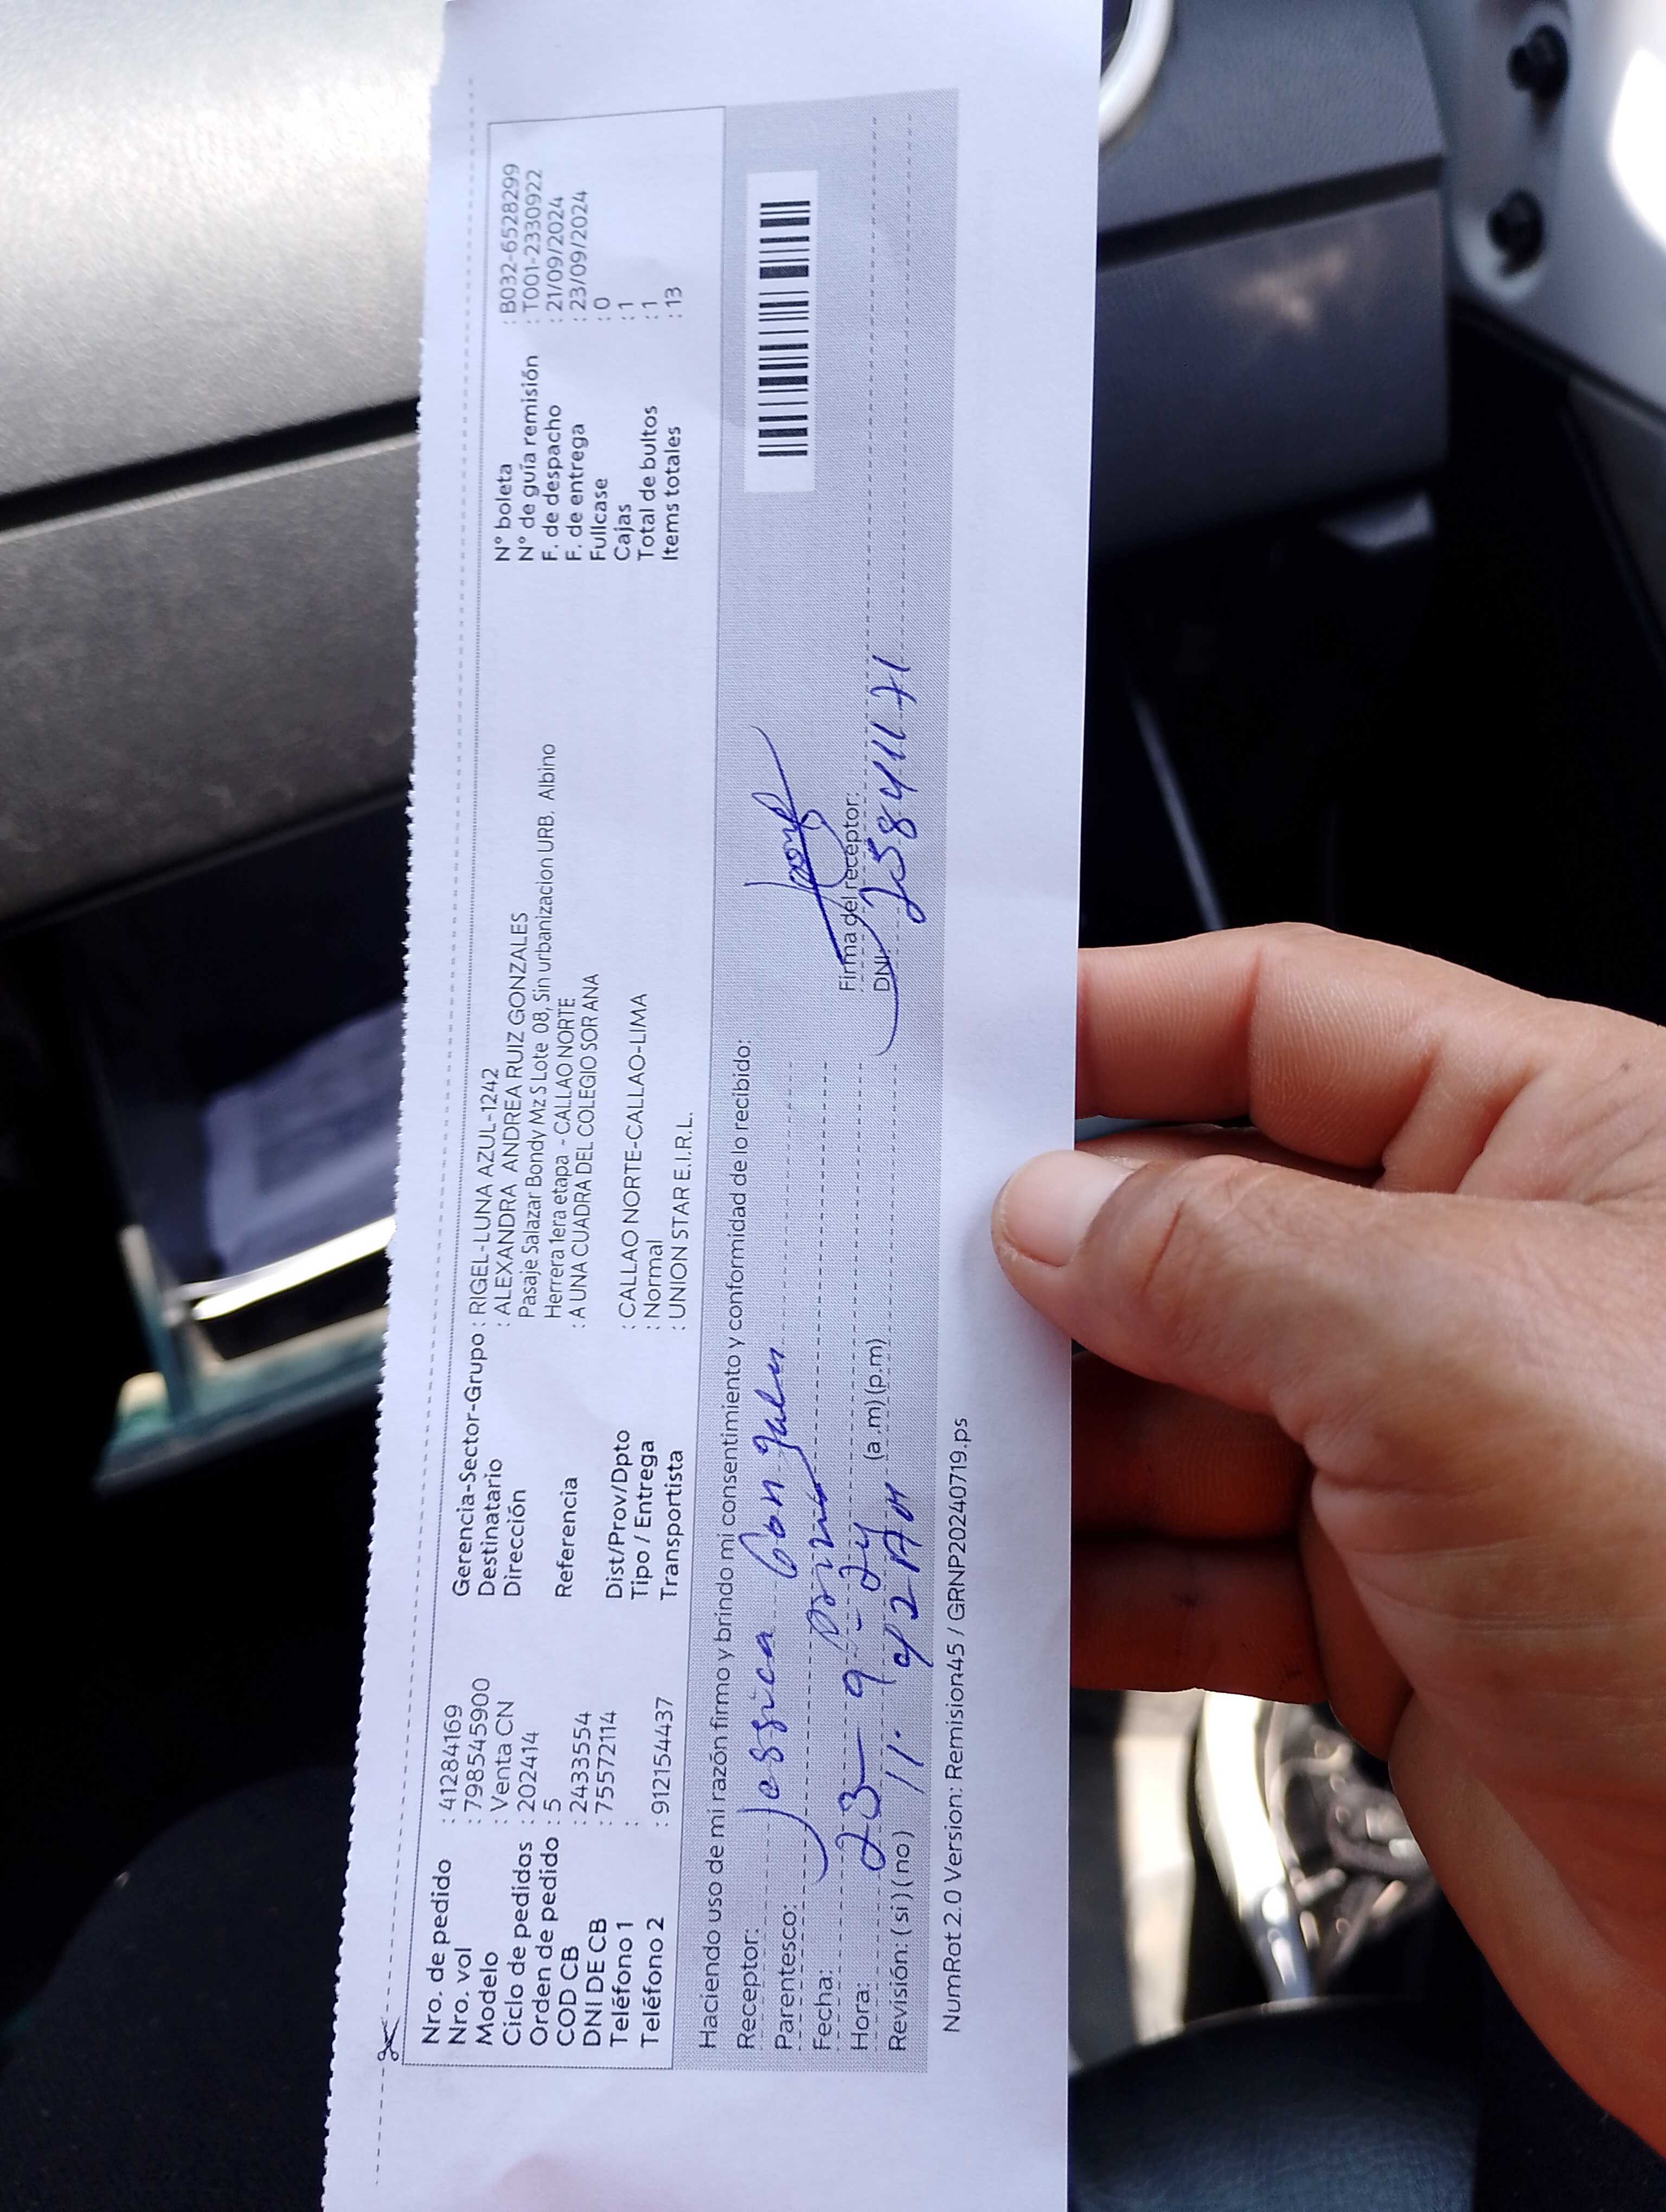 Nro. de pedido : 41284169
Nro. vol : 7985445900
Modelo : Venta CN
Ciclo de pedidos : 202414
Orden de pedido : 5
COD CB : 2433554
DNI DE CB : 75572114
Teléfono 1 :
Teléfono 2 : 912154437
Gerencia-Sector-Grupo : RIGEL-LUNA AZUL-1242
Destinatario : ALEXANDRA ANDREA RUIZ GONZALES
Dirección Pasaje Salazar Bondy Mz S Lote 08, Sin urbanizacion URB. Albino
Herrera 1era etapa - CALLAO NORTE
Referencia : A UNA CUADRA DEL COLEGIO SOR ANA
Dist/Prov/Dpto : CALLAO NORTE-CALLAO-LIMA
Tipo / Entrega : Normal
Transportista : UNION STAR E.I.R.L.
N° boleta : B032-6528299
N° de guía remisión : T001-2330922
F. de despacho : 21/09/2024
F. de entrega : 23/09/2024
Fullcase : 0
Cajas : 1
Total de bultos : 1
Items totales : 13
Haciendo uso de mi razón firmo y brindo mi consentimiento y conformidad de lo recibido:
Receptor: Jessica Gonzales
Parentesco:
Fecha: 23-9-24
Hora: 11. (a.m) (p.m)
Revisión: (si) (no)
Firma del receptor:
DNI:
NumRot 2.0 Version: Remision45 / GRNP20240719.ps